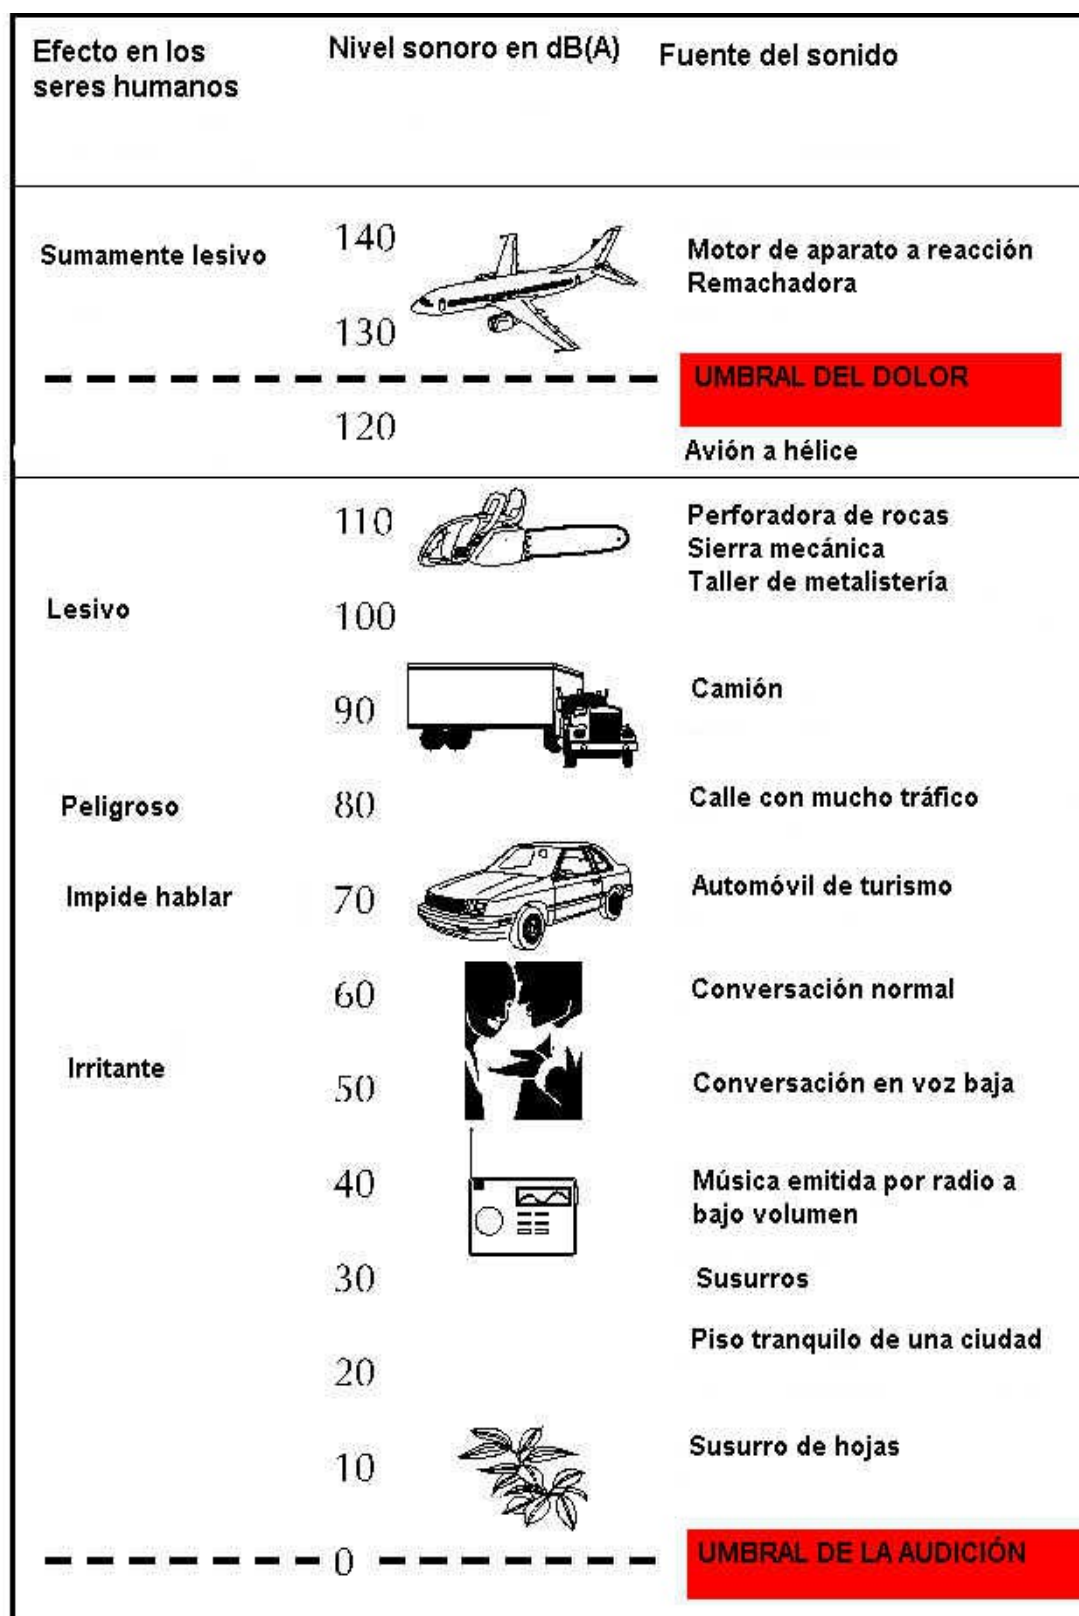 Efecto en los
seres humanos
Nivel sonoro en dB(A)
Fuente del sonido
Sumamente lesivo
140
Motor de aparato a reacción
Remachadora
130
UMBRAL DEL DOLOR
120
Avión a hélice
110
Perforadora de rocas
Sierra mecánica
Taller de metalistería
Lesivo
100
90
Camión
Peligroso
80
Calle con mucho tráfico
Impide hablar
70
Automóvil de turismo
60
Conversación normal
Irritante
50
Conversación en voz baja
40
Música emitida por radio a
bajo volumen
30
Susurros
Piso tranquilo de una ciudad
20
10
Susurro de hojas
0
UMBRAL DE LA AUDICIÓN